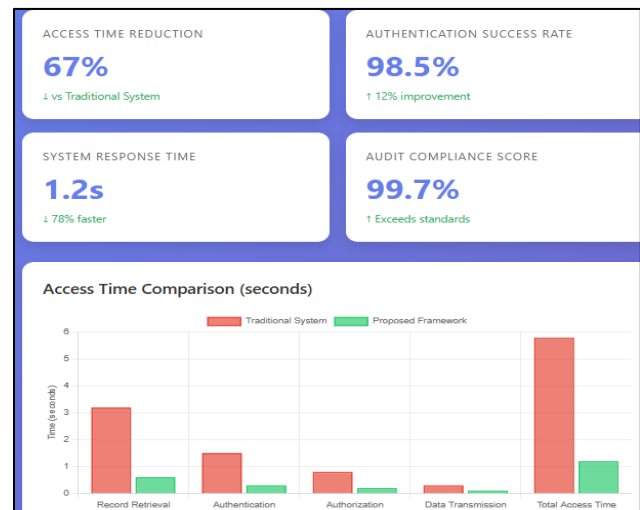 ACCESS TIME REDUCTION
67%
↓ vs Traditional System
AUTHENTICATION SUCCESS RATE
98.5%
↑ 12% improvement
SYSTEM RESPONSE TIME
1.2s
↓ 78% faster
AUDIT COMPLIANCE SCORE
99.7%
↑ Exceeds standards
Access Time Comparison (seconds)
Traditional System
Proposed Framework
Time (seconds)
6
5
4
3
2
1
0
Record Retrieval
Authentication
Authorization
Data Transmission
Total Access Time